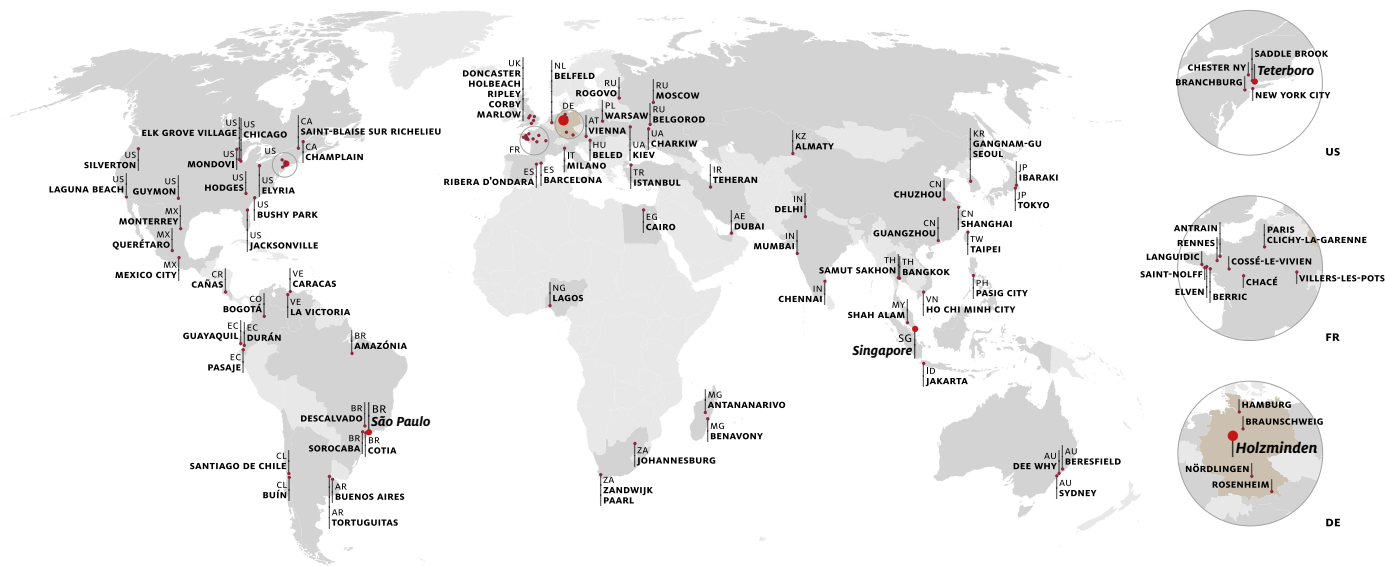 US
ELK GROVE VILLAGE
US
CHICAGO
CA
SAINT-BLAISE SUR RICHELIEU
CA
CHAMPLAIN
US
SILVERTON
US
MONDOVÍ
US
US
LAGUNA BEACH
US
GUYMON
US
HODGES
US
ELYRIA
US
BUSHY PARK
US
JACKSONVILLE
MX
MONTERREY
MX
QUERÉTARO
MX
MEXICO CITY
CR
CAÑAS
VE
CARACAS
VE
LA VICTORIA
CO
BOGOTÁ
EC
GUAYAQUIL
EC
DURÁN
EC
PASAJE
BR
AMAZÓNIA
BR
DESCALVADO
BR
São Paulo
BR
SOROCABA
BR
COTIA
CL
SANTIAGO DE CHILE
CL
BUÍN
AR
BUENOS AIRES
AR
TORTUGUITAS
UK
DONCASTER
HOLBEACH
RIPLEY
CORBY
MARLOW
NL
BELFELD
DE
RU
ROGOVO
RU
MOSCOW
PL
WARSAW
RU
BELGOROD
AT
VIENNA
UA
CHARKIW
HU
BELED
UA
KIEV
FR
IT
MILANO
ES
RIBERA D'ONDARA
ES
BARCELONA
TR
ISTANBUL
IR
TEHERAN
EG
CAIRO
AE
DUBAI
NG
LAGOS
MG
ANTANANARIVO
MG
BENAVONY
ZA
JOHANNESBURG
ZA
ZANDWIJK
PAARL
KZ
ALMATY
IN
DELHI
IN
MUMBAI
IN
CHENNAI
KR
GANGNAM-GU
SEOUL
JP
IBARAKI
JP
TOKYO
CN
CHUZHOU
CN
SHANGHAI
CN
GUANGZHOU
TW
TAIPEI
TH
SAMUT SAKHON
TH
BANGKOK
PH
PASIG CITY
VN
HO CHI MINH CITY
MY
SHAH ALAM
SG
Singapore
ID
JAKARTA
AU
DEE WHY
AU
BERESFIELD
AU
SYDNEY
SADDLE BROOK
CHESTER NY
Teterboro
BRANCHBURG
NEW YORK CITY
US
ANTRAIN
PARIS
RENNES
CLICHY-LA-GARENNE
LANGUIDIC
COSSÉ-LE-VIVIEN
SAINT-NOLFF
CHACÉ
VILLERS-LES-POTS
ELVEN
BERRIC
FR
HAMBURG
BRAUNSCHWEIG
Holzminden
NÖRDLINGEN
ROSENHEIM
DE